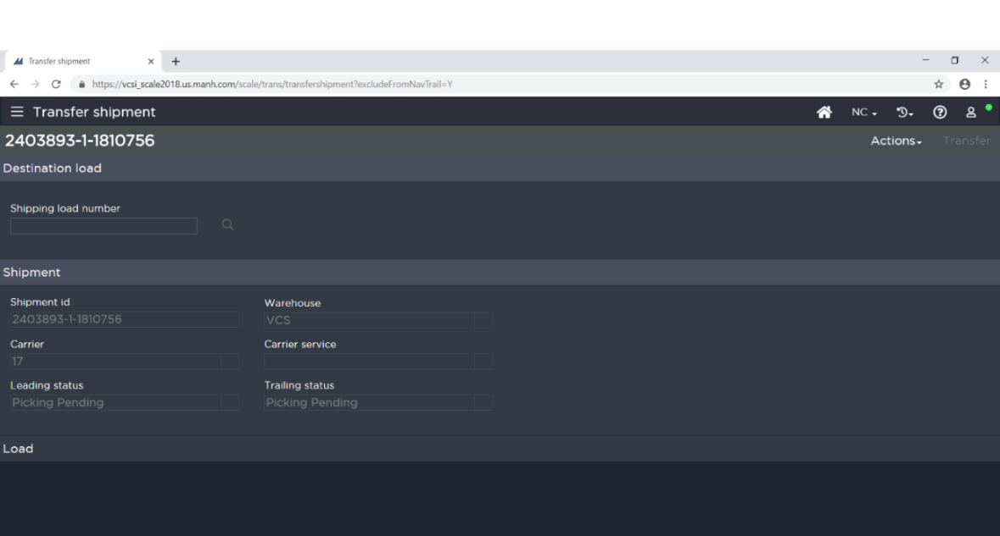 Transfer shipment
https://vcsi_scale2018.us.manh.com/scale/trans/transfershipment?excludeFromNavTrail=Y
Transfer shipment NC
2403893-1-1810756 Actions Transfer
Destination load
Shipping load number
Shipment
Shipment id Warehouse
2403893-1-1810756 VCS
Carrier Carrier service
17
Leading status Trailing status
Picking Pending Picking Pending
Load